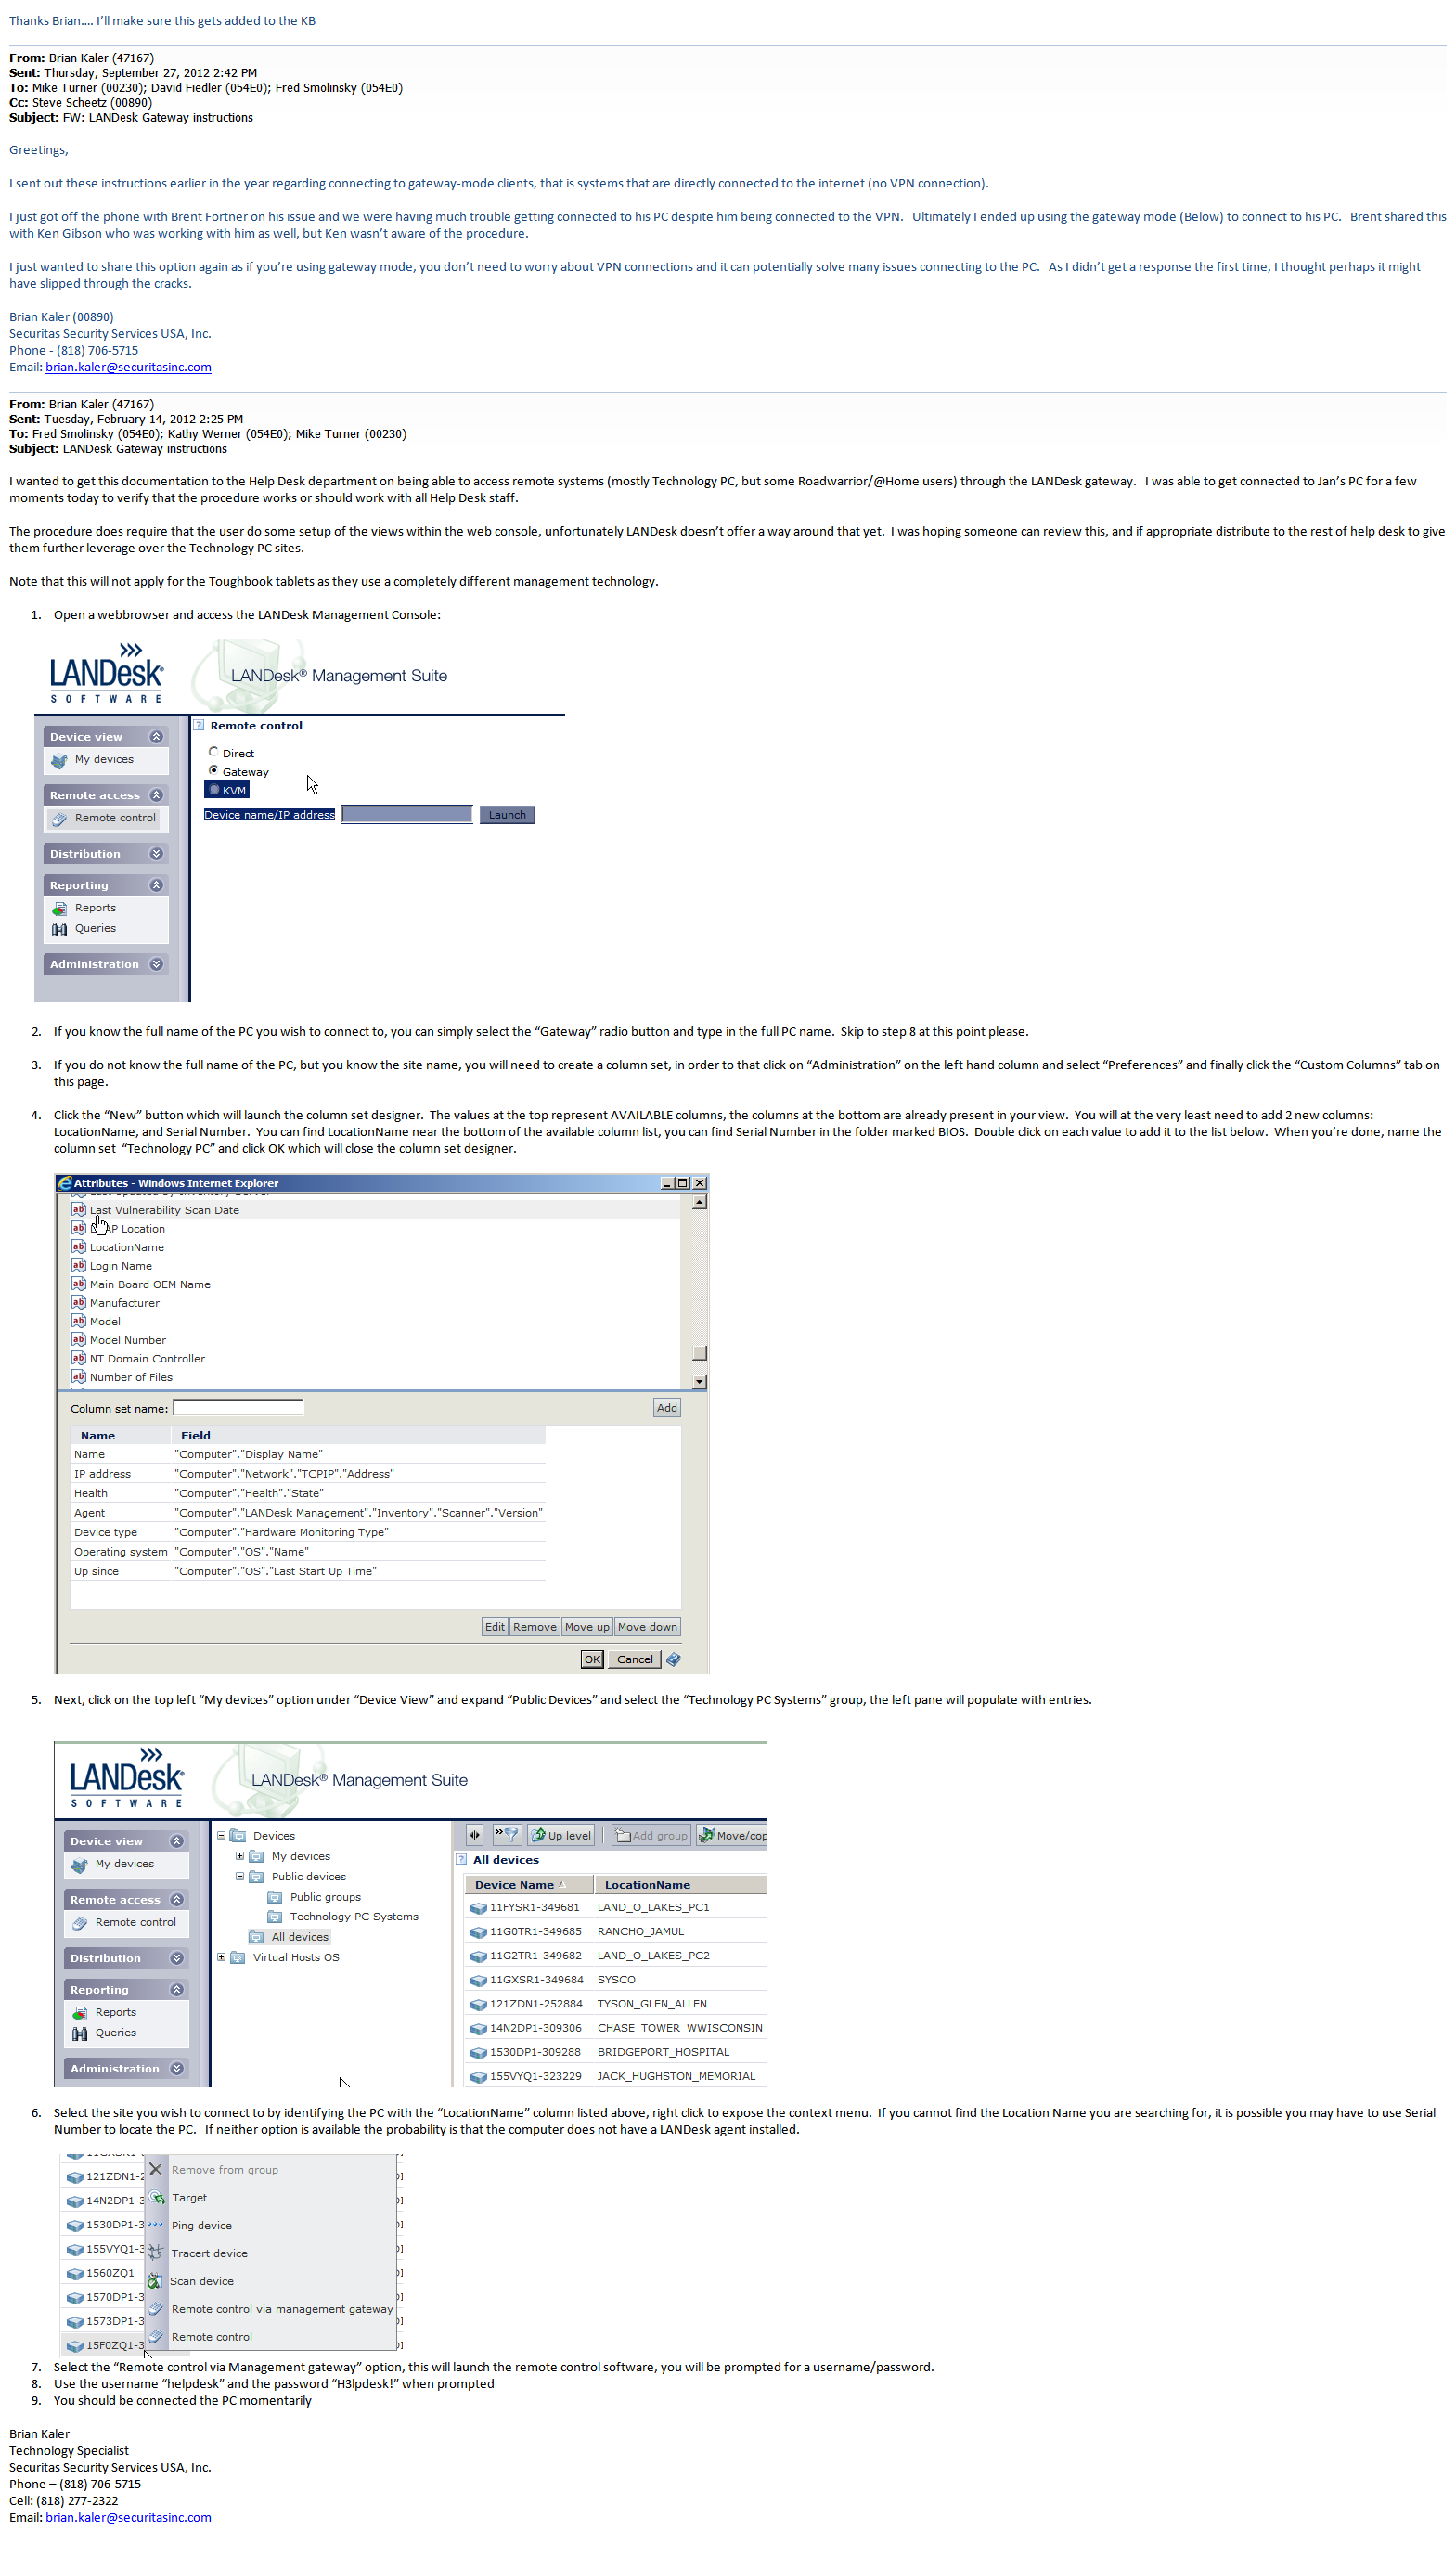 Thanks Brian.... I'll make sure this gets added to the KB
From: Brian Kaler (47167)
Sent: Thursday, September 27, 2012 2:42 PM
To: Mike Turner (00230); David Fiedler (054E0); Fred Smolinsky (054E0)
Cc: Steve Scheetz (00890)
Subject: FW: LANDesk Gateway instructions
Greetings,
I sent out these instructions earlier in the year regarding connecting to gateway-mode clients, that is systems that are directly connected to the internet (no VPN connection).
I just got off the phone with Brent Fortner on his issue and we were having much trouble getting connected to his PC despite him being connected to the VPN.   Ultimately I ended up using the gateway mode (Below) to connect to his PC.   Brent shared this
with Ken Gibson who was working with him as well, but Ken wasn't aware of the procedure.
I just wanted to share this option again as if you're using gateway mode, you don't need to worry about VPN connections and it can potentially solve many issues connecting to the PC.   As I didn't get a response the first time, I thought perhaps it might
have slipped through the cracks.
Brian Kaler (00890)
Securitas Security Services USA, Inc.
Phone - (818) 706-5715
Email: brian.kaler@securitasinc.com
From: Brian Kaler (47167)
Sent: Tuesday, February 14, 2012 2:25 PM
To: Fred Smolinsky (054E0); Kathy Werner (054E0); Mike Turner (00230)
Subject: LANDesk Gateway instructions
I wanted to get this documentation to the Help Desk department on being able to access remote systems (mostly Technology PC, but some Roadwarrior/@Home users) through the LANDesk gateway.   I was able to get connected to Jan's PC for a few
moments today to verify that the procedure works or should work with all Help Desk staff.
The procedure does require that the user do some setup of the views within the web console, unfortunately LANDesk doesn't offer a way around that yet.  I was hoping someone can review this, and if appropriate distribute to the rest of help desk to give
them further leverage over the Technology PC sites.
Note that this will not apply for the Toughbook tablets as they use a completely different management technology.
1. Open a webbrowser and access the LANDesk Management Console:
LANDesk
SOFTWARE
LANDesk® Management Suite
Device view
My devices
Remote access
Remote control
Distribution
Reporting
Reports
Queries
Administration
Remote control
Direct
Gateway
KVM
Device name/IP address Launch
2. If you know the full name of the PC you wish to connect to, you can simply select the "Gateway" radio button and type in the full PC name.  Skip to step 8 at this point please.
3. If you do not know the full name of the PC, but you know the site name, you will need to create a column set, in order to that click on "Administration" on the left hand column and select "Preferences" and finally click the "Custom Columns" tab on
this page.
4. Click the "New" button which will launch the column set designer.  The values at the top represent AVAILABLE columns, the columns at the bottom are already present in your view.  You will at the very least need to add 2 new columns:
LocationName, and Serial Number.  You can find LocationName near the bottom of the available column list, you can find Serial Number in the folder marked BIOS.  Double click on each value to add it to the list below.  When you're done, name the
column set  "Technology PC" and click OK which will close the column set designer.
Attributes - Windows Internet Explorer
Last Vulnerability Scan Date
AP Location
LocationName
Login Name
Main Board OEM Name
Manufacturer
Model
Model Number
NT Domain Controller
Number of Files
Column set name: Add
Name Field
Name "Computer"."Display Name"
IP address "Computer"."Network"."TCPIP"."Address"
Health "Computer"."Health"."State"
Agent "Computer"."LANDesk Management"."Inventory"."Scanner"."Version"
Device type "Computer"."Hardware Monitoring Type"
Operating system "Computer"."OS"."Name"
Up since "Computer"."OS"."Last Start Up Time"
Edit Remove Move up Move down
OK Cancel
5. Next, click on the top left "My devices" option under "Device View" and expand "Public Devices" and select the "Technology PC Systems" group, the left pane will populate with entries.
LANDesk
SOFTWARE
LANDesk® Management Suite
Device view
My devices
Remote access
Remote control
Distribution
Reporting
Reports
Queries
Administration
Devices
My devices
Public devices
Public groups
Technology PC Systems
All devices
Virtual Hosts OS
Up level Add group Move/cop
All devices
Device Name LocationName
11FYSR1-349681 LAND_O_LAKES_PC1
11G0TR1-349685 RANCHO_JAMUL
11G2TR1-349682 LAND_O_LAKES_PC2
11GXSR1-349684 SYSCO
121ZDN1-252884 TYSON_GLEN_ALLEN
14N2DP1-309306 CHASE_TOWER_WWISCONSIN
1530DP1-309288 BRIDGEPORT_HOSPITAL
155VYQ1-323229 JACK_HUGHSTON_MEMORIAL
6. Select the site you wish to connect to by identifying the PC with the "LocationName" column listed above, right click to expose the context menu.  If you cannot find the Location Name you are searching for, it is possible you may have to use Serial
Number to locate the PC.   If neither option is available the probability is that the computer does not have a LANDesk agent installed.
121ZDN1-2
14N2DP1-3
1530DP1-3
155VYQ1-3
1560ZQ1
1570DP1-3
1573DP1-3
15F0ZQ1-3
Remove from group
Target
Ping device
Tracert device
Scan device
Remote control via management gateway
Remote control
7. Select the "Remote control via Management gateway" option, this will launch the remote control software, you will be prompted for a username/password.
8. Use the username "helpdesk" and the password "H3lpdesk!" when prompted
9. You should be connected the PC momentarily
Brian Kaler
Technology Specialist
Securitas Security Services USA, Inc.
Phone – (818) 706-5715
Cell: (818) 277-2322
Email: brian.kaler@securitasinc.com